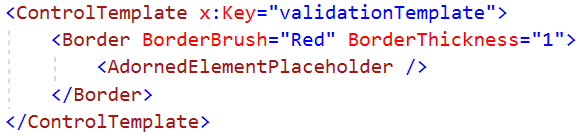 <ControlTemplate x:Key="validationTemplate">
    <Border BorderBrush="Red" BorderThickness="1">
        <AdornedElementPlaceholder />
    </Border>
</ControlTemplate>